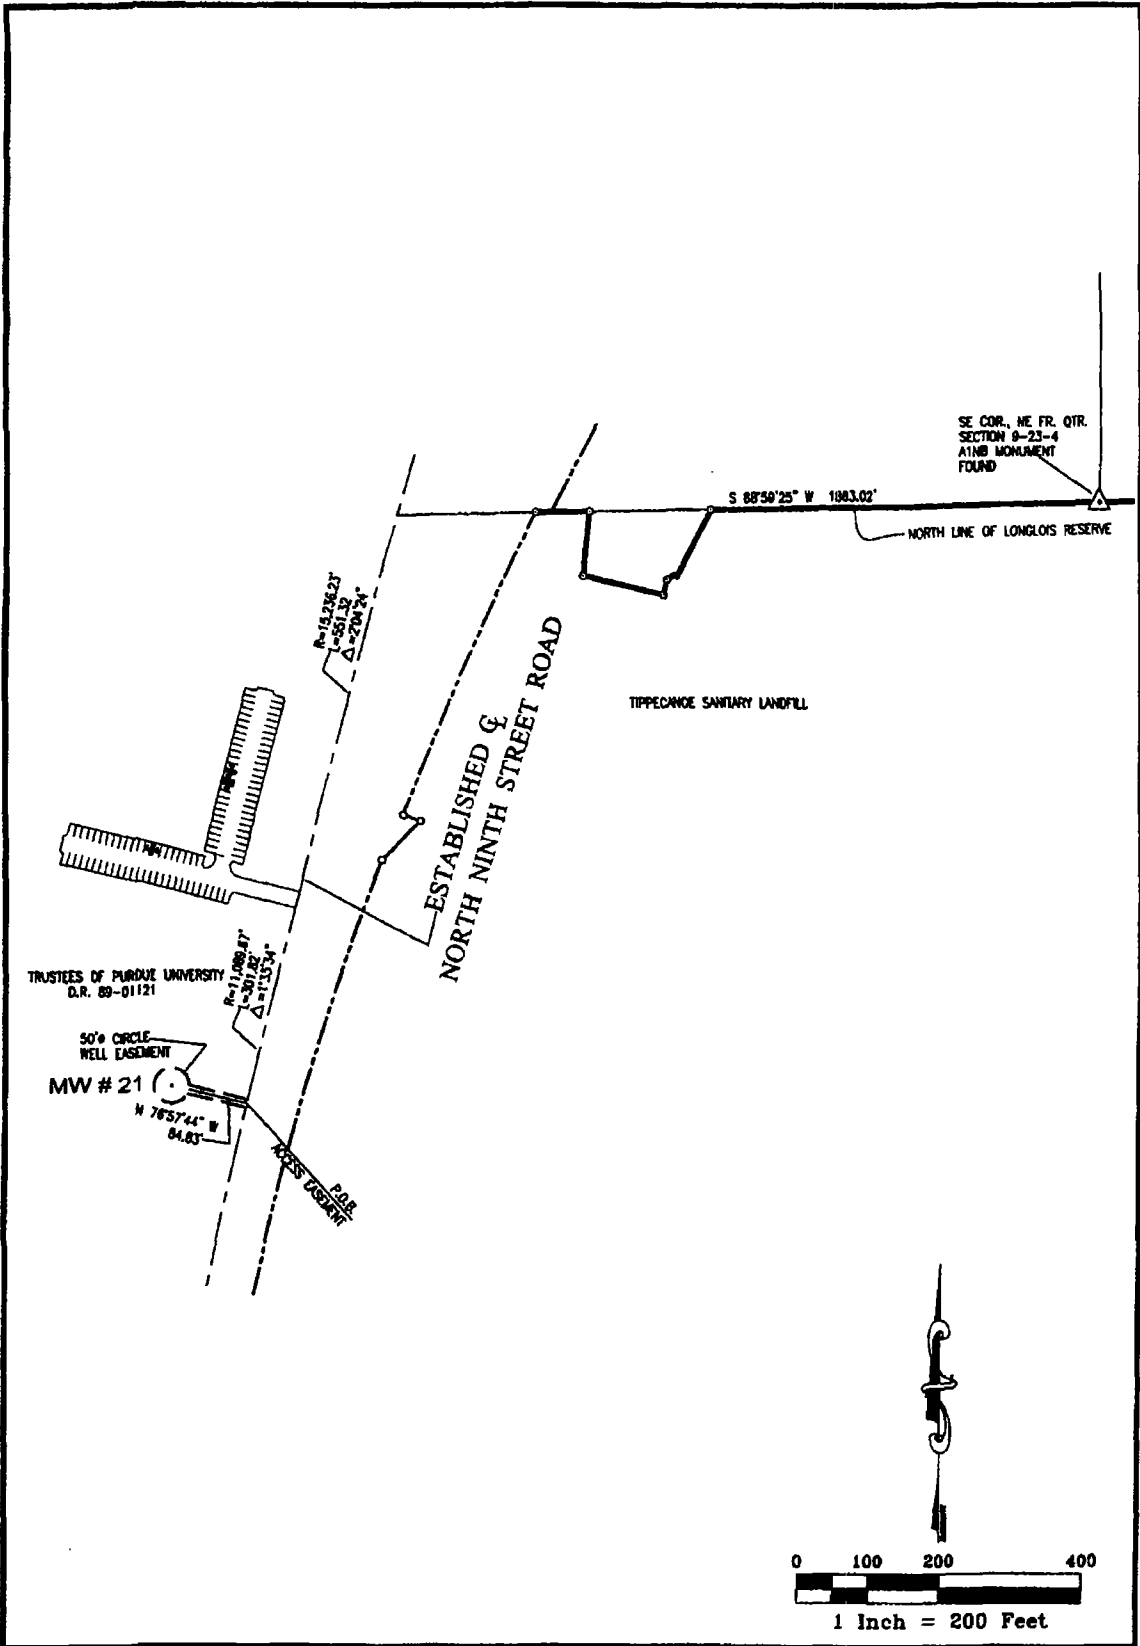 SE COR., NE FR. QTR.
SECTION 9-23-4
A1NB MONUMENT
FOUND
S 88°59'25" W 1883.02'
NORTH LINE OF LONGLOIS RESERVE
R=15,236.23'
L=551.32
△=2°04'24"
TIPPECANOE SANITARY LANDFILL
ESTABLISHED ℄
NORTH NINTH STREET ROAD
TRUSTEES OF PURDUE UNIVERSITY
D.R. 89-01121
R=11,089.67'
L=301.82'
△=1°33'34"
50'ø CIRCLE
WELL EASEMENT
MW # 21
N 76°57'44" W
84.83'
P.O.B.
ACCESS EASEMENT
0 100 200 400
1 Inch = 200 Feet